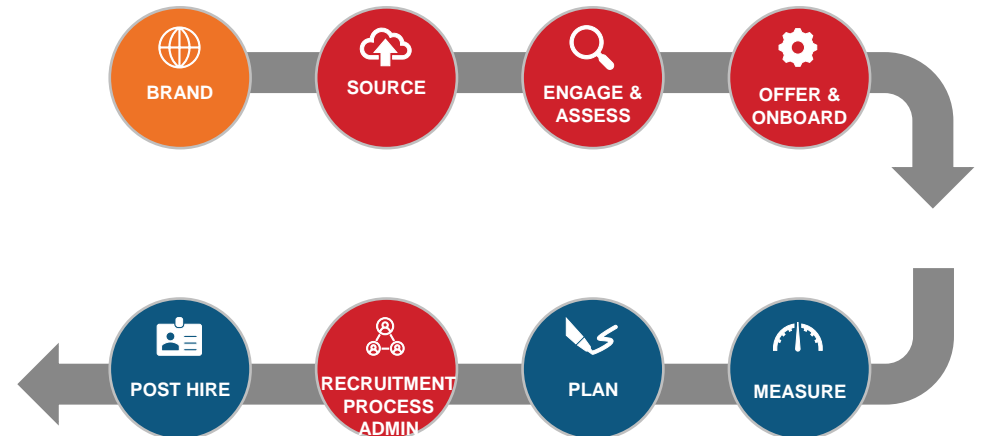 BRAND
SOURCE
ENGAGE &
ASSESS
OFFER &
ONBOARD
POST HIRE
RECRUITMENT
PROCESS
ADMIN
PLAN
MEASURE